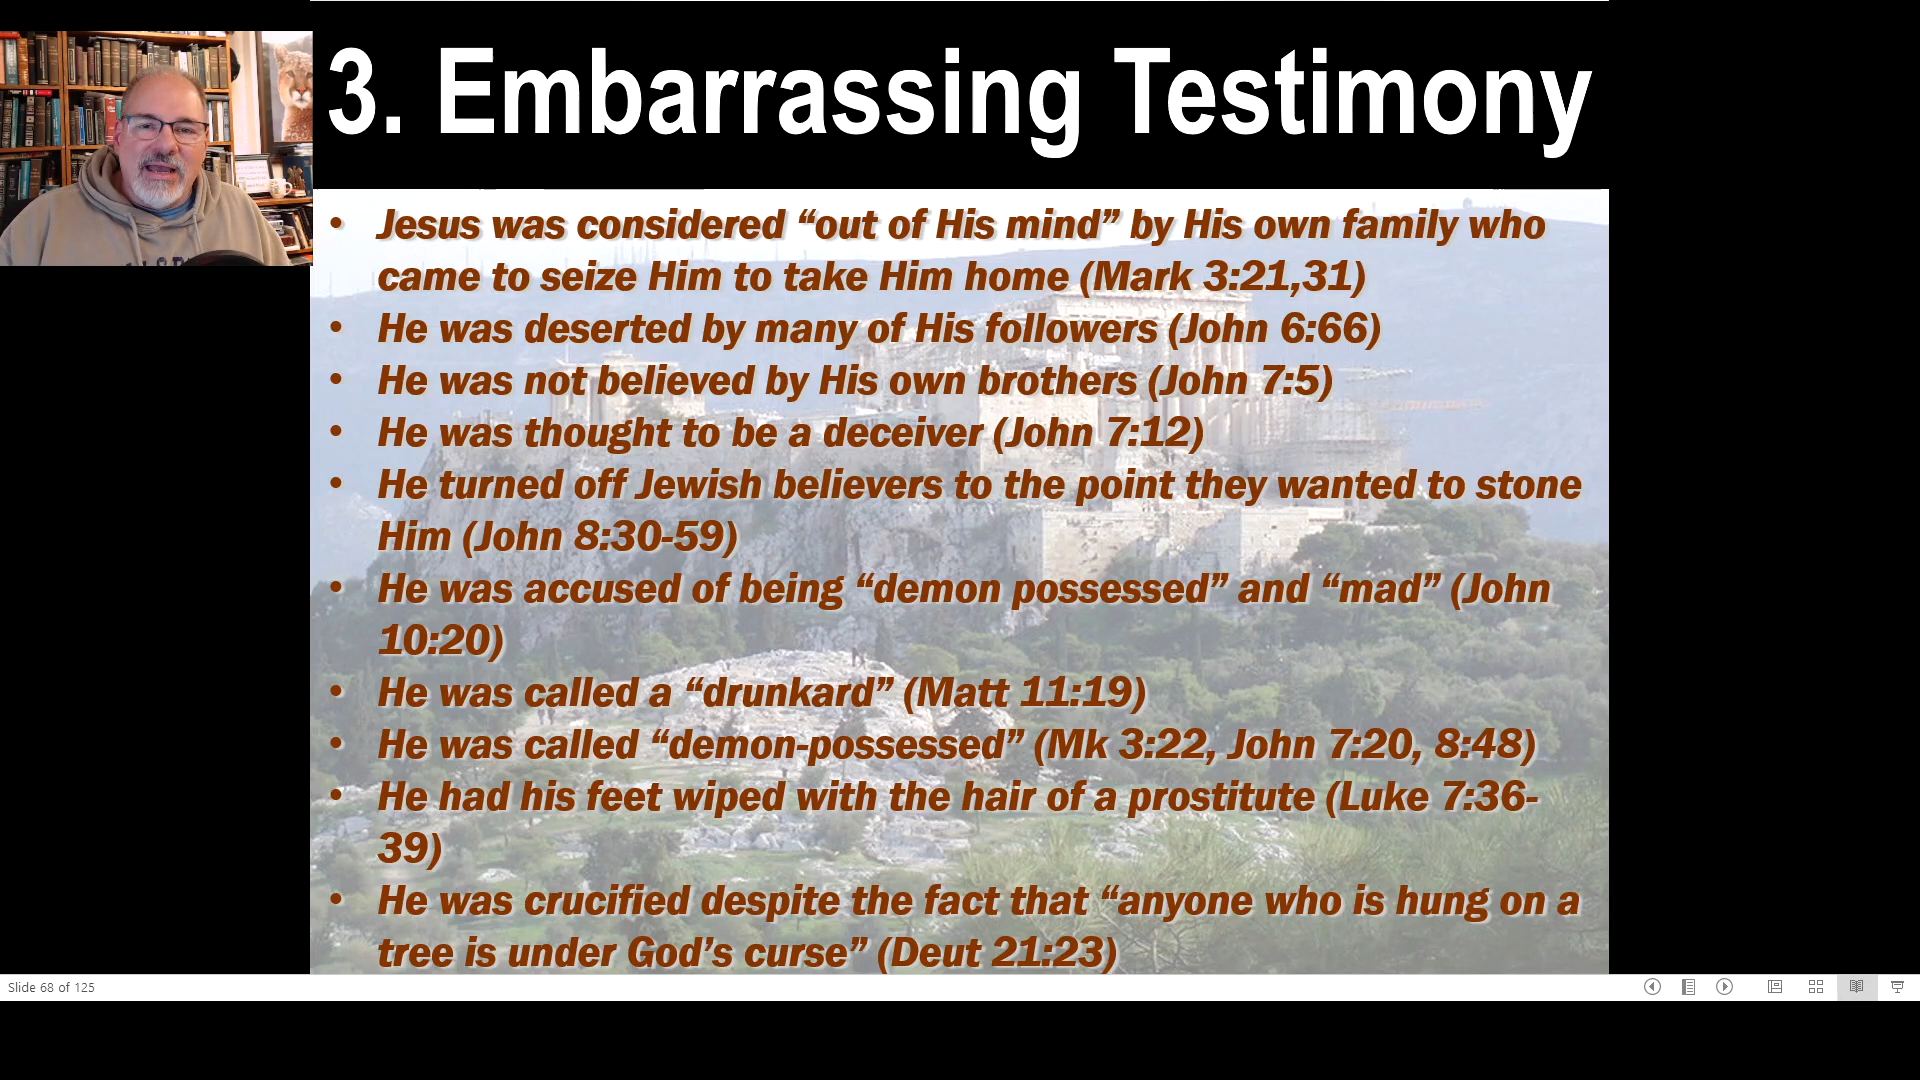 3. Embarrassing Testimony
• Jesus was considered “out of His mind” by His own family who
came to seize Him to take Him home (Mark 3:21,31)
• He was deserted by many of His followers (John 6:66)
• He was not believed by His own brothers (John 7:5)
• He was thought to be a deceiver (John 7:12)
• He turned off Jewish believers to the point they wanted to stone
Him (John 8:30-59)
• He was accused of being “demon possessed” and “mad” (John
10:20)
• He was called a “drunkard” (Matt 11:19)
• He was called “demon-possessed” (Mk 3:22, John 7:20, 8:48)
• He had his feet wiped with the hair of a prostitute (Luke 7:36-
39)
• He was crucified despite the fact that “anyone who is hung on a
tree is under God’s curse” (Deut 21:23)
Slide 68 of 125